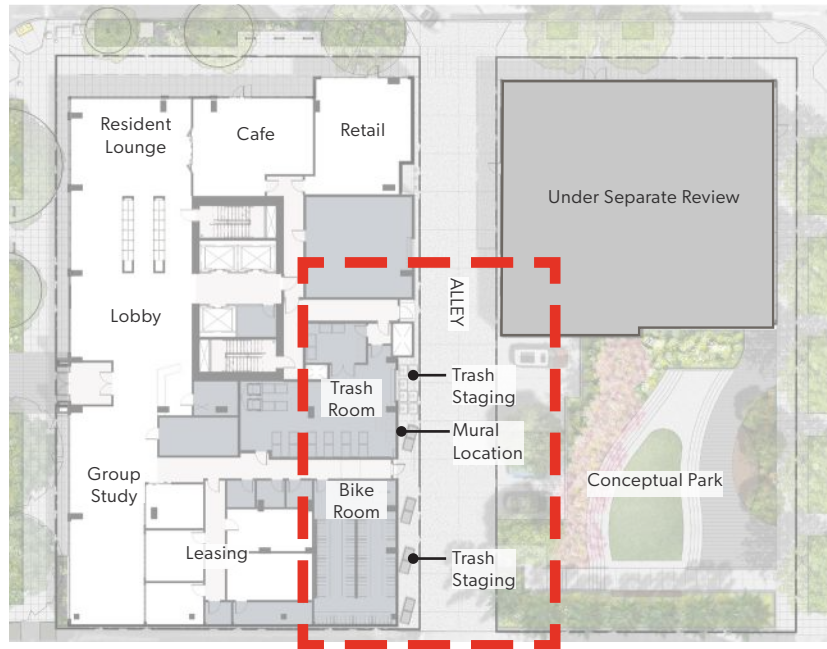 Resident
Lounge
Cafe
Retail
Under Separate Review
ALLEY
Lobby
Trash
Room
Trash
Staging
Mural
Location
Group
Study
Bike
Room
Conceptual Park
Leasing
Trash
Staging